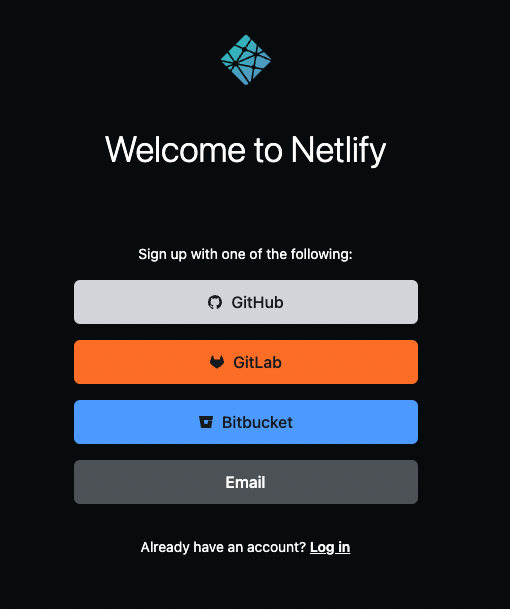 Welcome to Netlify
Sign up with one of the following:
GitHub
GitLab
Bitbucket
Email
Already have an account? Log in